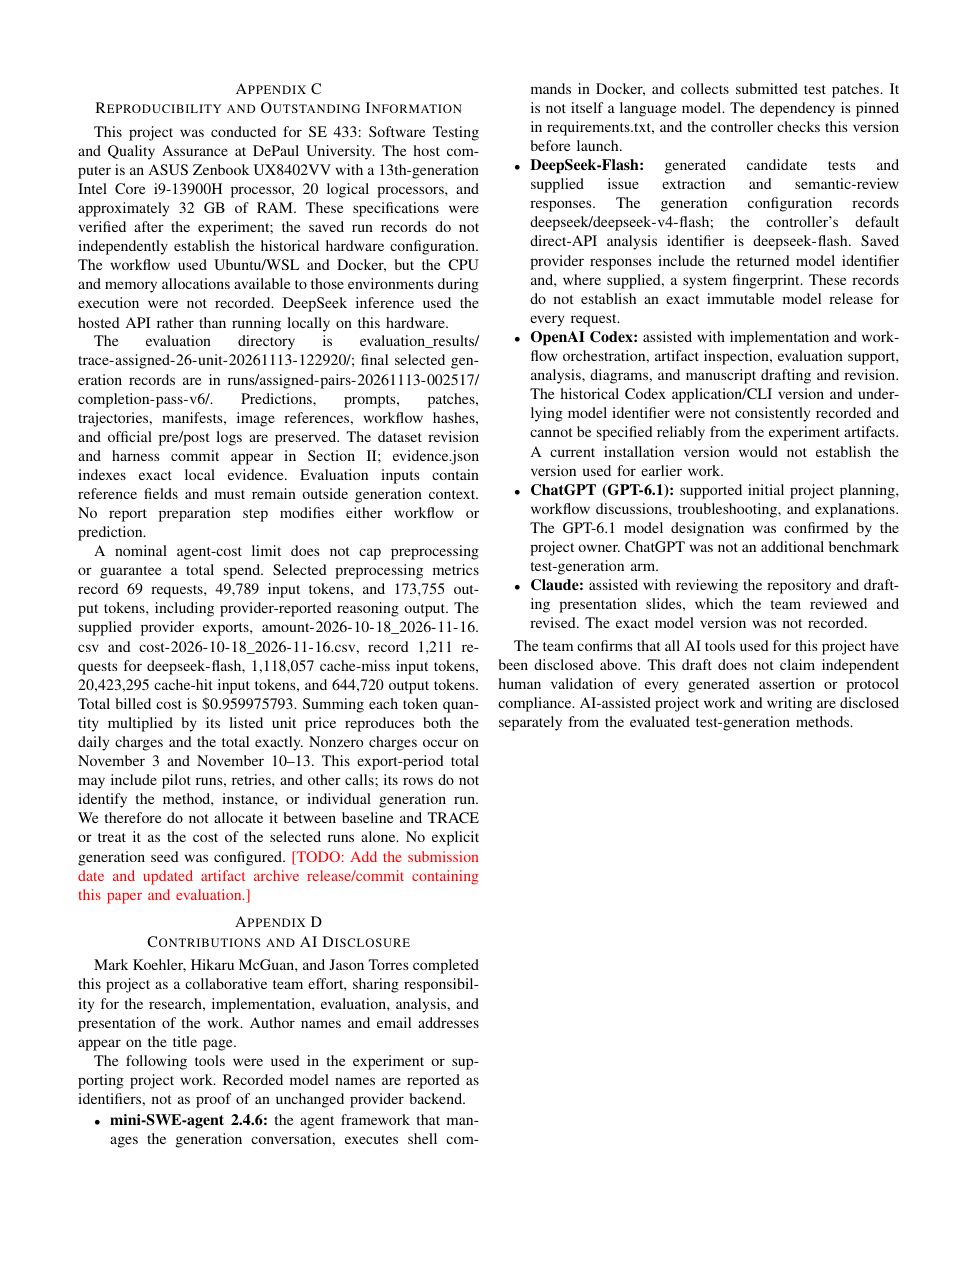 APPENDIX C
REPRODUCIBILITY AND OUTSTANDING INFORMATION
This project was conducted for SE 433: Software Testing
and Quality Assurance at DePaul University. The host com-
puter is an ASUS Zenbook UX8402VV with a 13th-generation
Intel Core i9-13900H processor, 20 logical processors, and
approximately 32 GB of RAM. These specifications were
verified after the experiment; the saved run records do not
independently establish the historical hardware configuration.
The workflow used Ubuntu/WSL and Docker, but the CPU
and memory allocations available to those environments during
execution were not recorded. DeepSeek inference used the
hosted API rather than running locally on this hardware.
The evaluation directory is evaluation_results/
trace-assigned-26-unit-20261113-122920/; final selected gen-
eration records are in runs/assigned-pairs-20261113-002517/
completion-pass-v6/. Predictions, prompts, patches,
trajectories, manifests, image references, workflow hashes,
and official pre/post logs are preserved. The dataset revision
and harness commit appear in Section II; evidence.json
indexes exact local evidence. Evaluation inputs contain
reference fields and must remain outside generation context.
No report preparation step modifies either workflow or
prediction.
A nominal agent-cost limit does not cap preprocessing
or guarantee a total spend. Selected preprocessing metrics
record 69 requests, 49,789 input tokens, and 173,755 out-
put tokens, including provider-reported reasoning output. The
supplied provider exports, amount-2026-10-18_2026-11-16.
csv and cost-2026-10-18_2026-11-16.csv, record 1,211 re-
quests for deepseek-flash, 1,118,057 cache-miss input tokens,
20,423,295 cache-hit input tokens, and 644,720 output tokens.
Total billed cost is $0.959975793. Summing each token quan-
tity multiplied by its listed unit price reproduces both the
daily charges and the total exactly. Nonzero charges occur on
November 3 and November 10–13. This export-period total
may include pilot runs, retries, and other calls; its rows do not
identify the method, instance, or individual generation run.
We therefore do not allocate it between baseline and TRACE
or treat it as the cost of the selected runs alone. No explicit
generation seed was configured. [TODO: Add the submission
date and updated artifact archive release/commit containing
this paper and evaluation.]
APPENDIX D
CONTRIBUTIONS AND AI DISCLOSURE
Mark Koehler, Hikaru McGuan, and Jason Torres completed
this project as a collaborative team effort, sharing responsibil-
ity for the research, implementation, evaluation, analysis, and
presentation of the work. Author names and email addresses
appear on the title page.
The following tools were used in the experiment or sup-
porting project work. Recorded model names are reported as
identifiers, not as proof of an unchanged provider backend.
• mini-SWE-agent 2.4.6: the agent framework that man-
ages the generation conversation, executes shell com-
mands in Docker, and collects submitted test patches. It
is not itself a language model. The dependency is pinned
in requirements.txt, and the controller checks this version
before launch.
• DeepSeek-Flash: generated candidate tests and
supplied issue extraction and semantic-review
responses. The generation configuration records
deepseek/deepseek-v4-flash; the controller's default
direct-API analysis identifier is deepseek-flash. Saved
provider responses include the returned model identifier
and, where supplied, a system fingerprint. These records
do not establish an exact immutable model release for
every request.
• OpenAI Codex: assisted with implementation and work-
flow orchestration, artifact inspection, evaluation support,
analysis, diagrams, and manuscript drafting and revision.
The historical Codex application/CLI version and under-
lying model identifier were not consistently recorded and
cannot be specified reliably from the experiment artifacts.
A current installation version would not establish the
version used for earlier work.
• ChatGPT (GPT-6.1): supported initial project planning,
workflow discussions, troubleshooting, and explanations.
The GPT-6.1 model designation was confirmed by the
project owner. ChatGPT was not an additional benchmark
test-generation arm.
• Claude: assisted with reviewing the repository and draft-
ing presentation slides, which the team reviewed and
revised. The exact model version was not recorded.
The team confirms that all AI tools used for this project have
been disclosed above. This draft does not claim independent
human validation of every generated assertion or protocol
compliance. AI-assisted project work and writing are disclosed
separately from the evaluated test-generation methods.